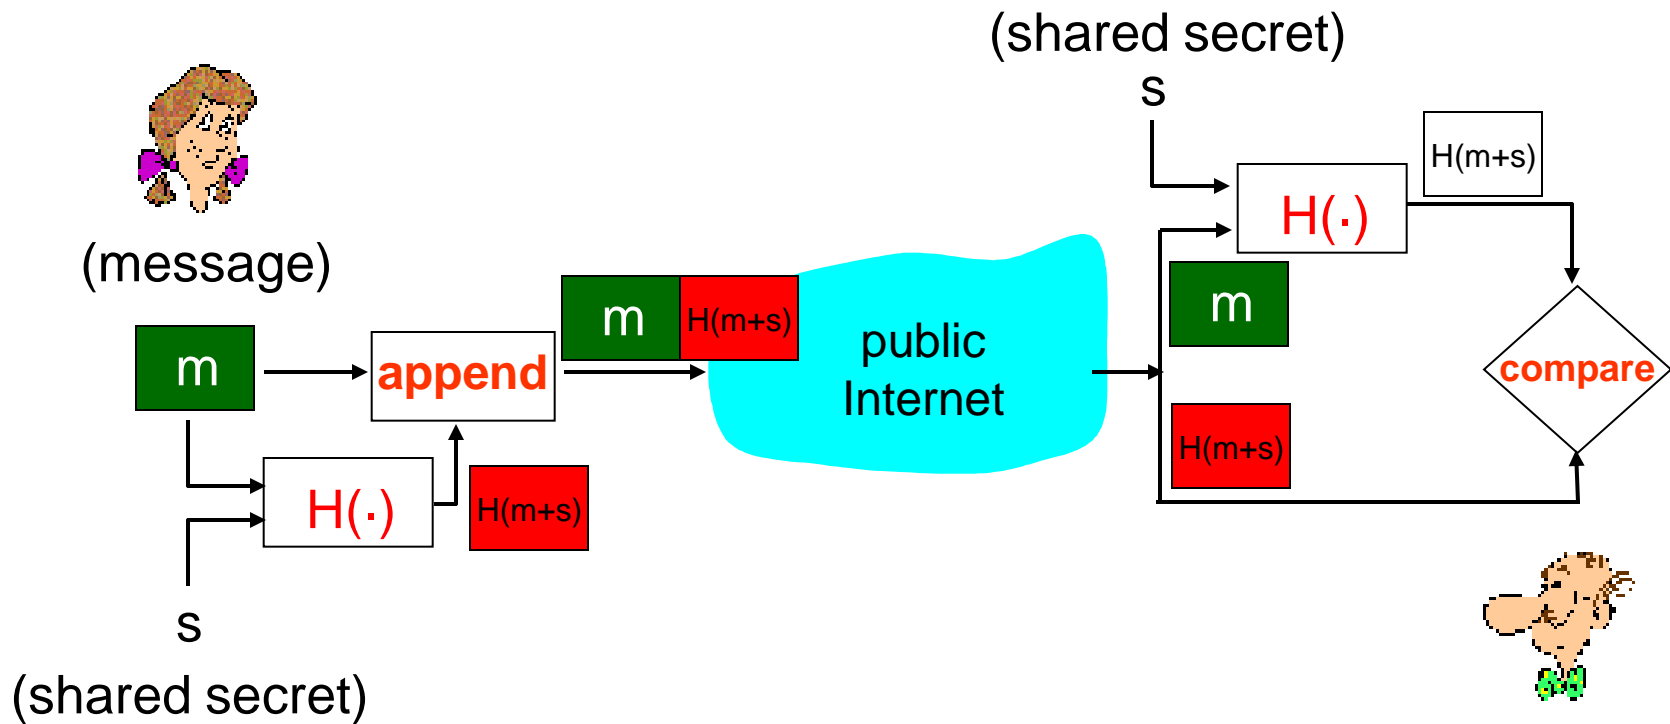 (shared secret)
s
H(m+s)
H(·)
(message)
m
H(m+s)
m
public
Internet
m
append
compare
H(m+s)
H(·)
H(m+s)
s
(shared secret)